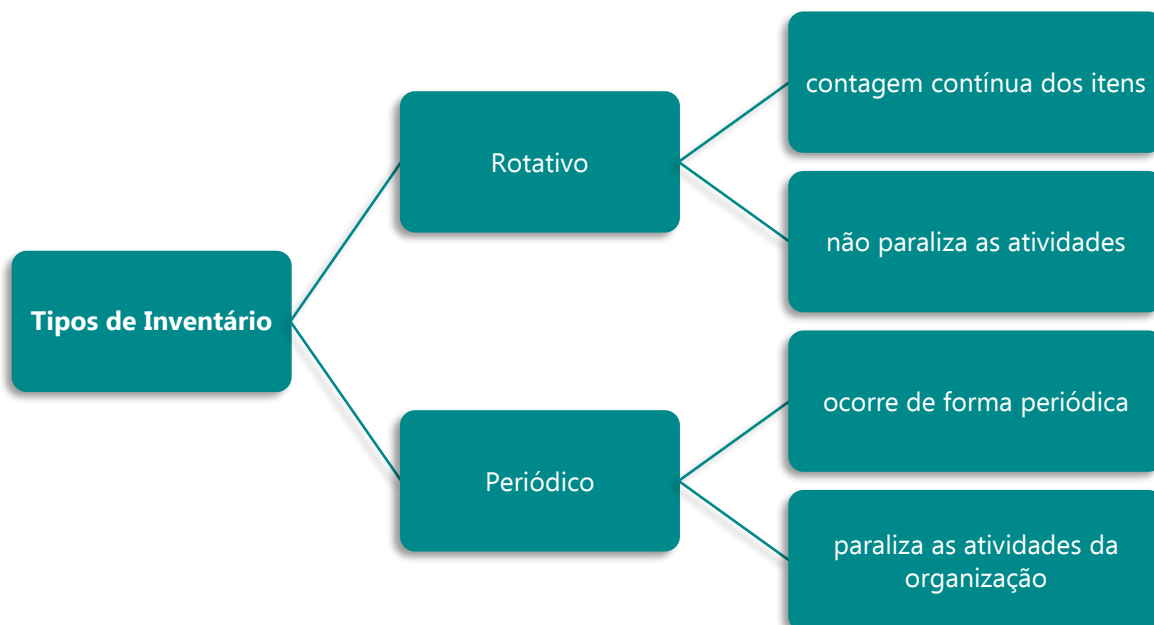 Tipos de Inventário
Rotativo
contagem contínua dos itens
não paraliza as atividades
Periódico
ocorre de forma periódica
paraliza as atividades da
organização